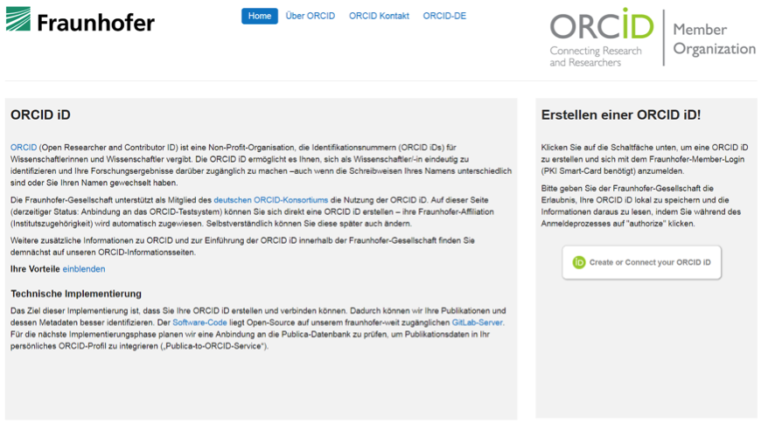 Fraunhofer
Home Über ORCID ORCID Kontakt ORCID-DE
ORCID
Connecting Research
and Researchers
Member
Organization
ORCID iD
ORCID (Open Researcher and Contributor ID) ist eine Non-Profit-Organisation, die Identifikationsnummern (ORCID iDs) für
Wissenschaftlerinnen und Wissenschaftler vergibt. Die ORCID iD ermöglicht es Ihnen, sich als Wissenschaftler/-in eindeutig zu
identifizieren und Ihre Forschungsergebnisse darüber zugänglich zu machen –auch wenn die Schreibweisen Ihres Namens unterschiedlich
sind oder Sie Ihren Namen gewechselt haben.
Die Fraunhofer-Gesellschaft unterstützt als Mitglied des deutschen ORCID-Konsortiums die Nutzung der ORCID iD. Auf dieser Seite
(derzeitiger Status: Anbindung an das ORCID-Testsystem) können Sie sich direkt eine ORCID iD erstellen – ihre Fraunhofer-Affiliation
(Institutszugehörigkeit) wird automatisch zugewiesen. Selbstverständlich können Sie diese später auch ändern.
Weitere zusätzliche Informationen zu ORCID und zur Einführung der ORCID iD innerhalb der Fraunhofer-Gesellschaft finden Sie
demnächst auf unseren ORCID-Informationsseiten.
Ihre Vorteile einblenden
Technische Implementierung
Das Ziel dieser Implementierung ist, dass Sie Ihre ORCID iD erstellen und verbinden können. Dadurch können wir Ihre Publikationen und
dessen Metadaten besser identifizieren. Der Software-Code liegt Open-Source auf unserem fraunhofer-weit zugänglichen GitLab-Server.
Für die nächste Implementierungsphase planen wir eine Anbindung an die Publica-Datenbank zu prüfen, um Publikationsdaten in Ihr
persönliches ORCID-Profil zu integrieren („Publica-to-ORCID-Service“).
Erstellen einer ORCID iD!
Klicken Sie auf die Schaltfäche unten, um eine ORCID iD
zu erstellen und sich mit dem Fraunhofer-Member-Login
(PKI Smart-Card benötigt) anzumelden.
Bitte geben Sie der Fraunhofer-Gesellschaft die
Erlaubnis, Ihre ORCID iD lokal zu speichern und die
Informationen daraus zu lesen, indem Sie während des
Anmeldeprozesses auf "authorize" klicken.
iD Create or Connect your ORCID iD